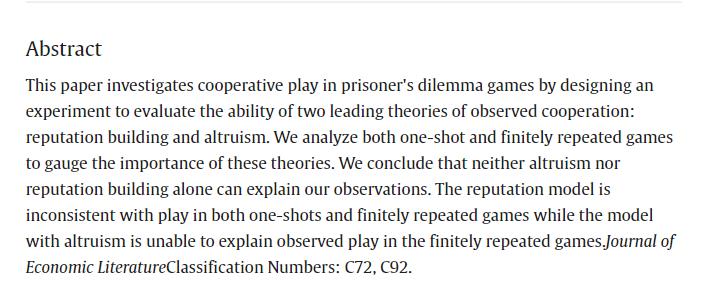 Abstract
This paper investigates cooperative play in prisoner's dilemma games by designing an
experiment to evaluate the ability of two leading theories of observed cooperation:
reputation building and altruism. We analyze both one-shot and finitely repeated games
to gauge the importance of these theories. We conclude that neither altruism nor
reputation building alone can explain our observations. The reputation model is
inconsistent with play in both one-shots and finitely repeated games while the model
with altruism is unable to explain observed play in the finitely repeated games.Journal of
Economic LiteratureClassification Numbers: C72, C92.